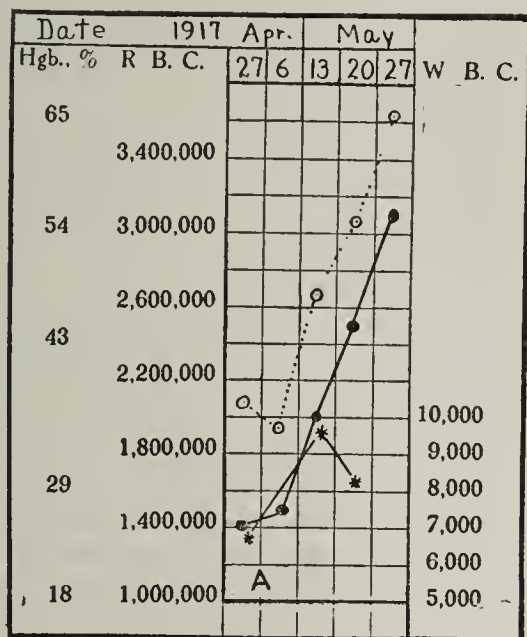 Date 1917 Apr. May
Hgb., % R B. C. 27 6 13 20 27 W B. C.
65
3,400,000
54 3,000,000
2,600,000
43
2,200,000
10,000
1,800,000 9,000
29 8,000
1,400,000 7,000
6,000
A
18 1,000,000 5,000